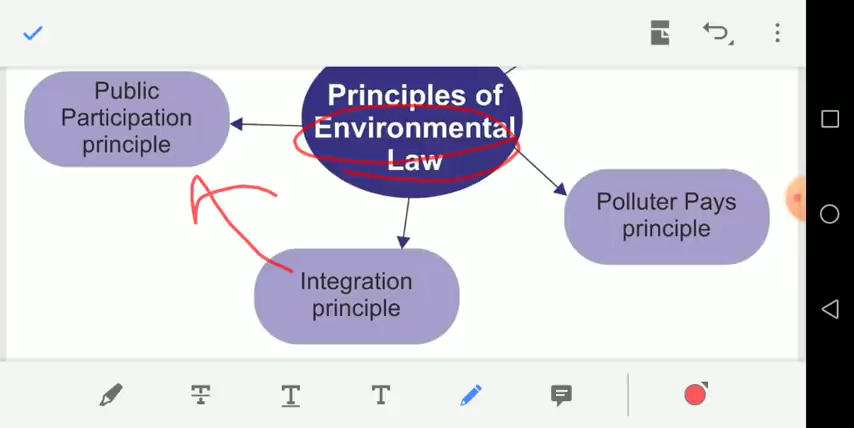 Public
Participation
principle
Principles of
Environmental
Law
Polluter Pays
principle
Integration
principle
T
T
T